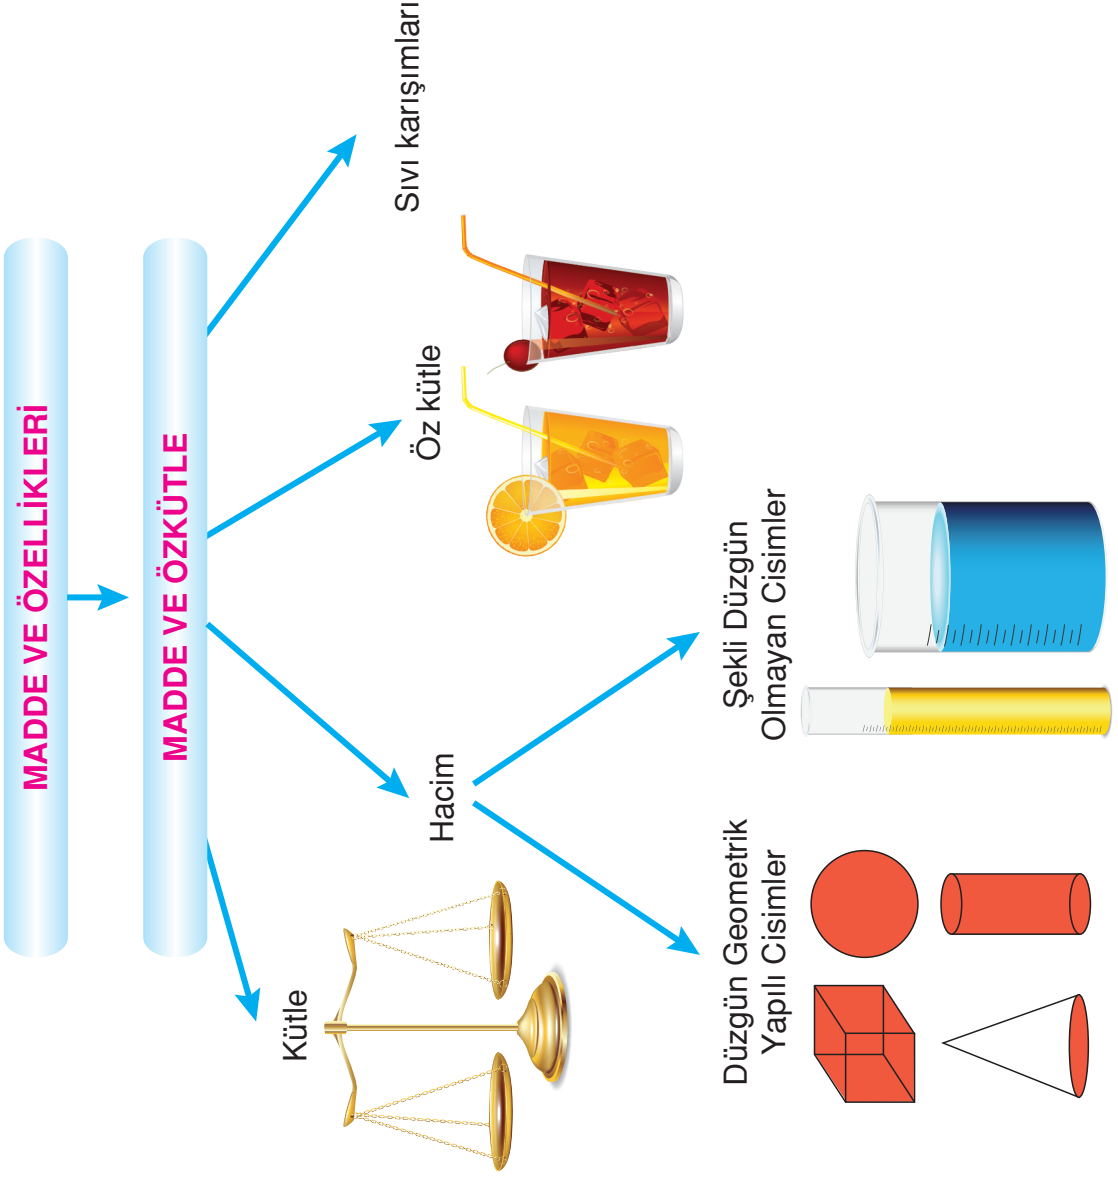 MADDE VE ÖZELLİKLERİ
MADDE VE ÖZKÜTLE
Kütle
Hacim
Öz kütle
Sıvı karışımları
Düzgün Geometrik
Yapılı Cisimler
Şekli Düzgün
Olmayan Cisimler